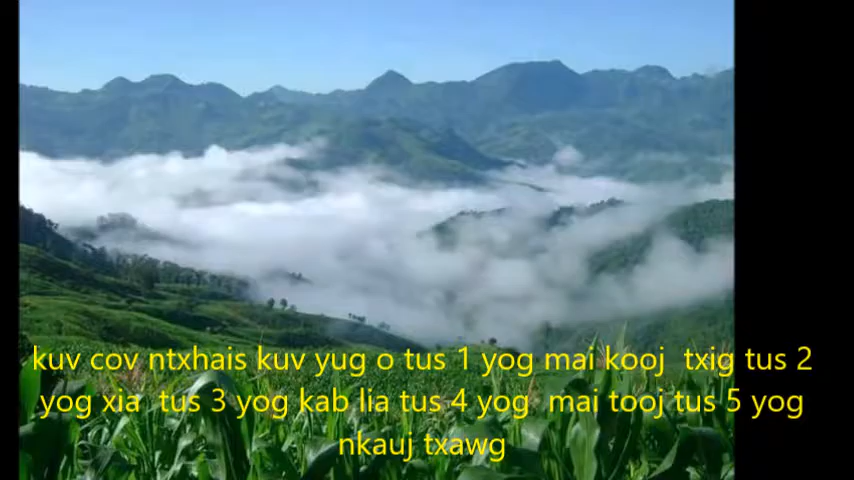 kuv cov ntxhais kuv yug o tus 1 yog mai kooj  txig tus 2
yog xia  tus 3 yog kab lia tus 4 yog  mai tooj tus 5 yog
nkauj txawg